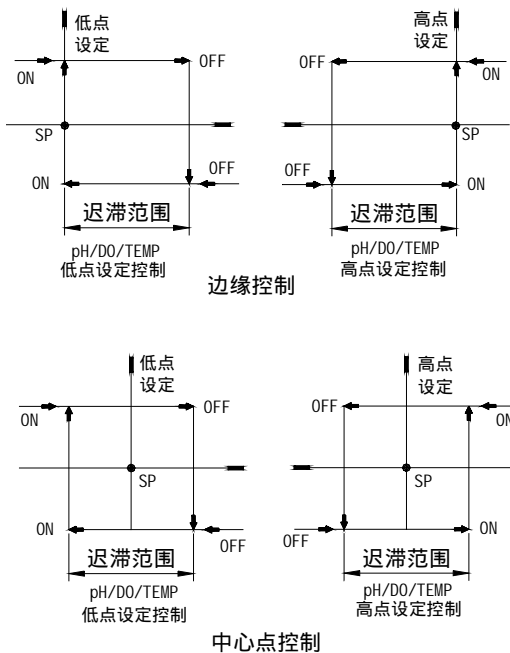 低点
设定
OFF
ON
SP
OFF
ON
迟滞范围
pH/DO/TEMP
低点设定控制
高点
设定
OFF
ON
SP
OFF
ON
迟滞范围
pH/DO/TEMP
高点设定控制
边缘控制
低点
设定
OFF
ON
SP
ON
OFF
迟滞范围
pH/DO/TEMP
低点设定控制
高点
设定
OFF
ON
SP
OFF
ON
迟滞范围
pH/DO/TEMP
高点设定控制
中心点控制